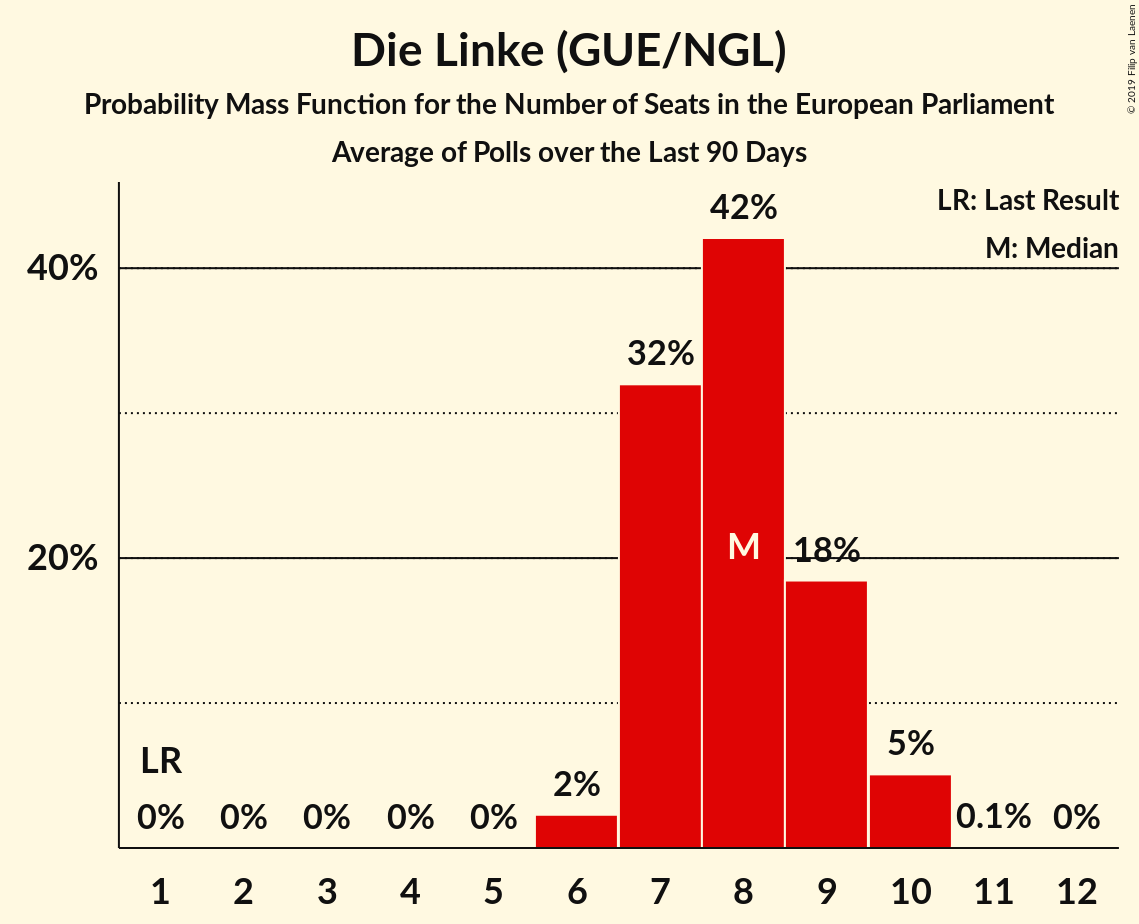 Die Linke (GUE/NGL)
Probability Mass Function for the Number of Seats in the European Parliament
Average of Polls over the Last 90 Days
© 2019 Filip van Laenen
LR: Last Result
M: Median
40%
20%
LR
0%
0%
0%
0%
0%
2%
32%
42%
M
18%
5%
0.1%
0%
1 2 3 4 5 6 7 8 9 10 11 12